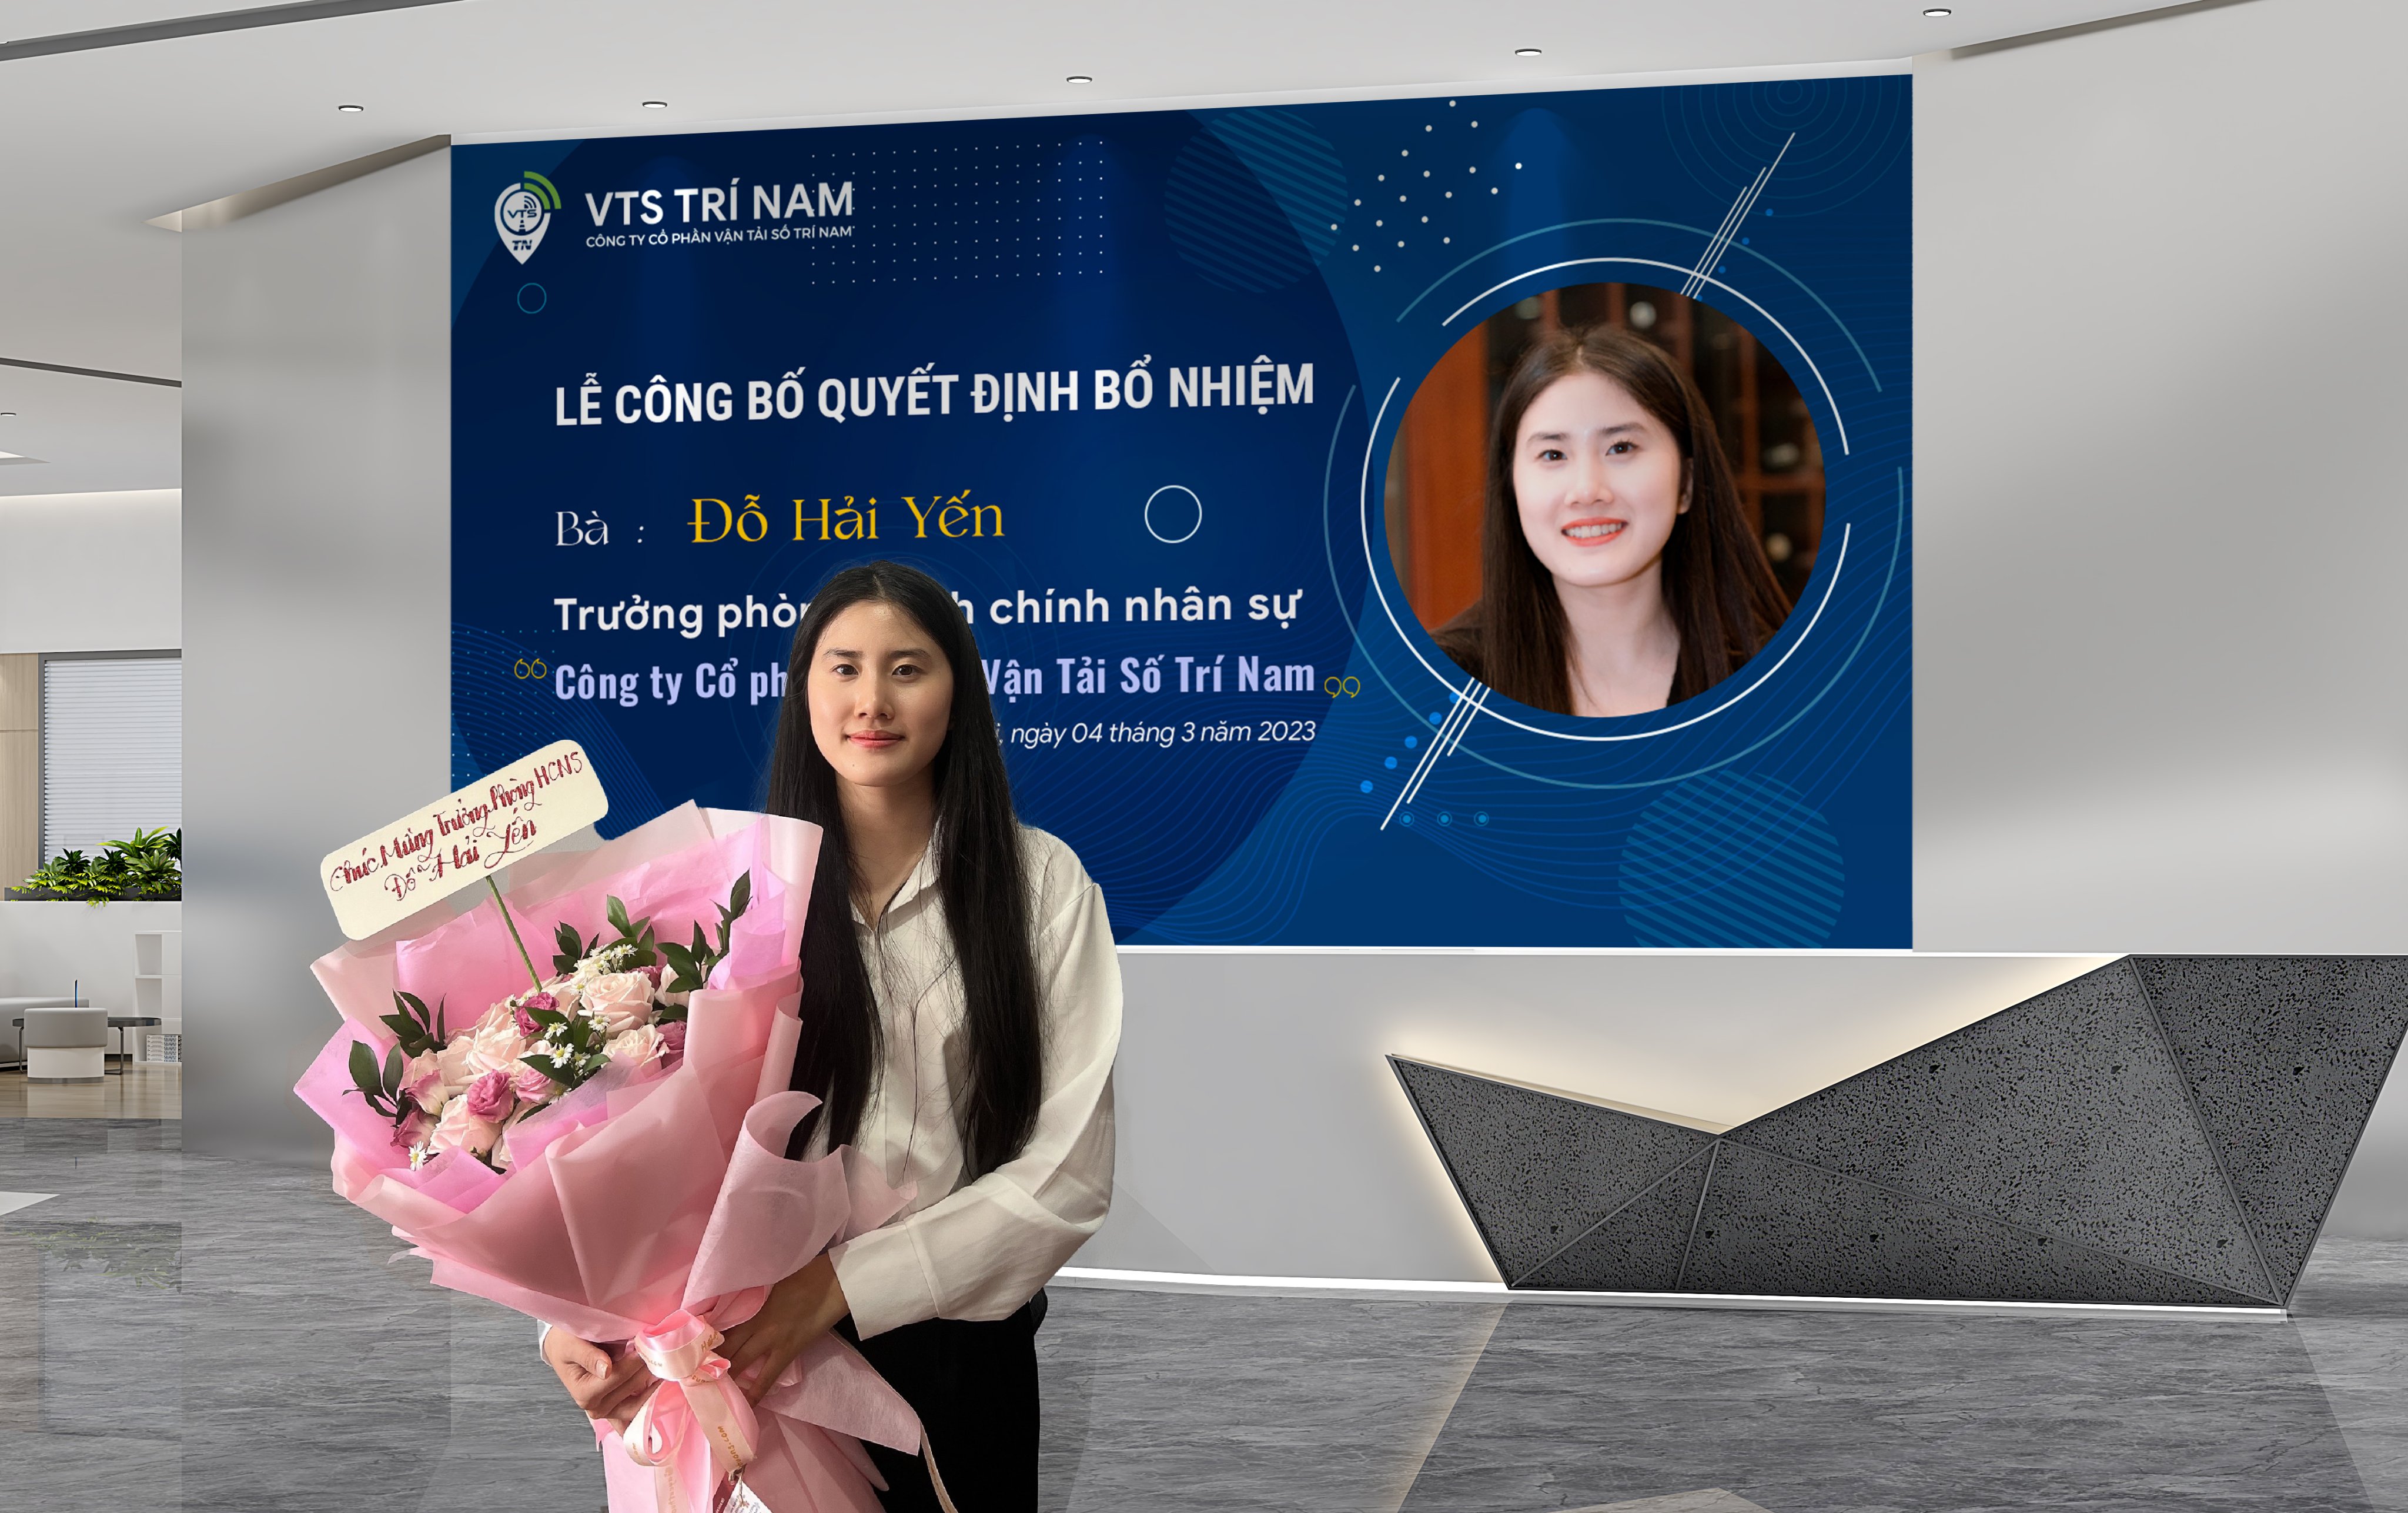 VTS TRÍ NAM
CÔNG TY CỔ PHẦN VẬN TẢI SỐ TRÍ NAM
VTS
TN
LỄ CÔNG BỐ QUYẾT ĐỊNH BỔ NHIỆM
Bà : Đỗ Hải Yến
Trưởng phòn h chính nhân sự
“ Công ty Cổ ph Vận Tải Số Trí Nam ”
i, ngày 04 tháng 3 năm 2023
Chúc Mừng Trưởng Phòng HCNS
Đỗ Hải Yến